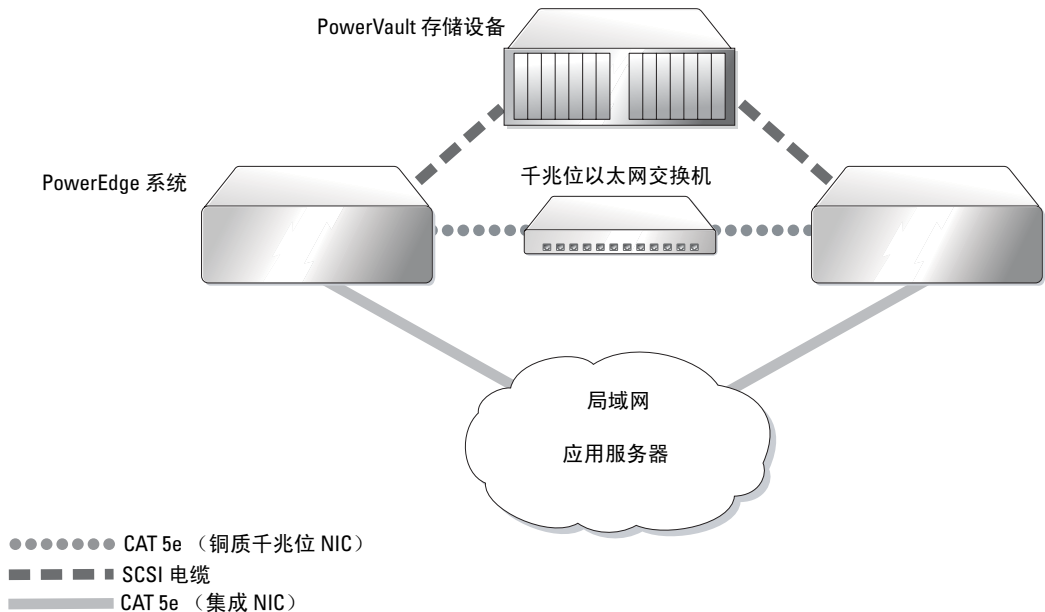 PowerVault 存储设备
PowerEdge 系统
千兆位以太网交换机
局域网
应用服务器
CAT 5e （铜质千兆位 NIC）
SCSI 电缆
CAT 5e （集成 NIC）